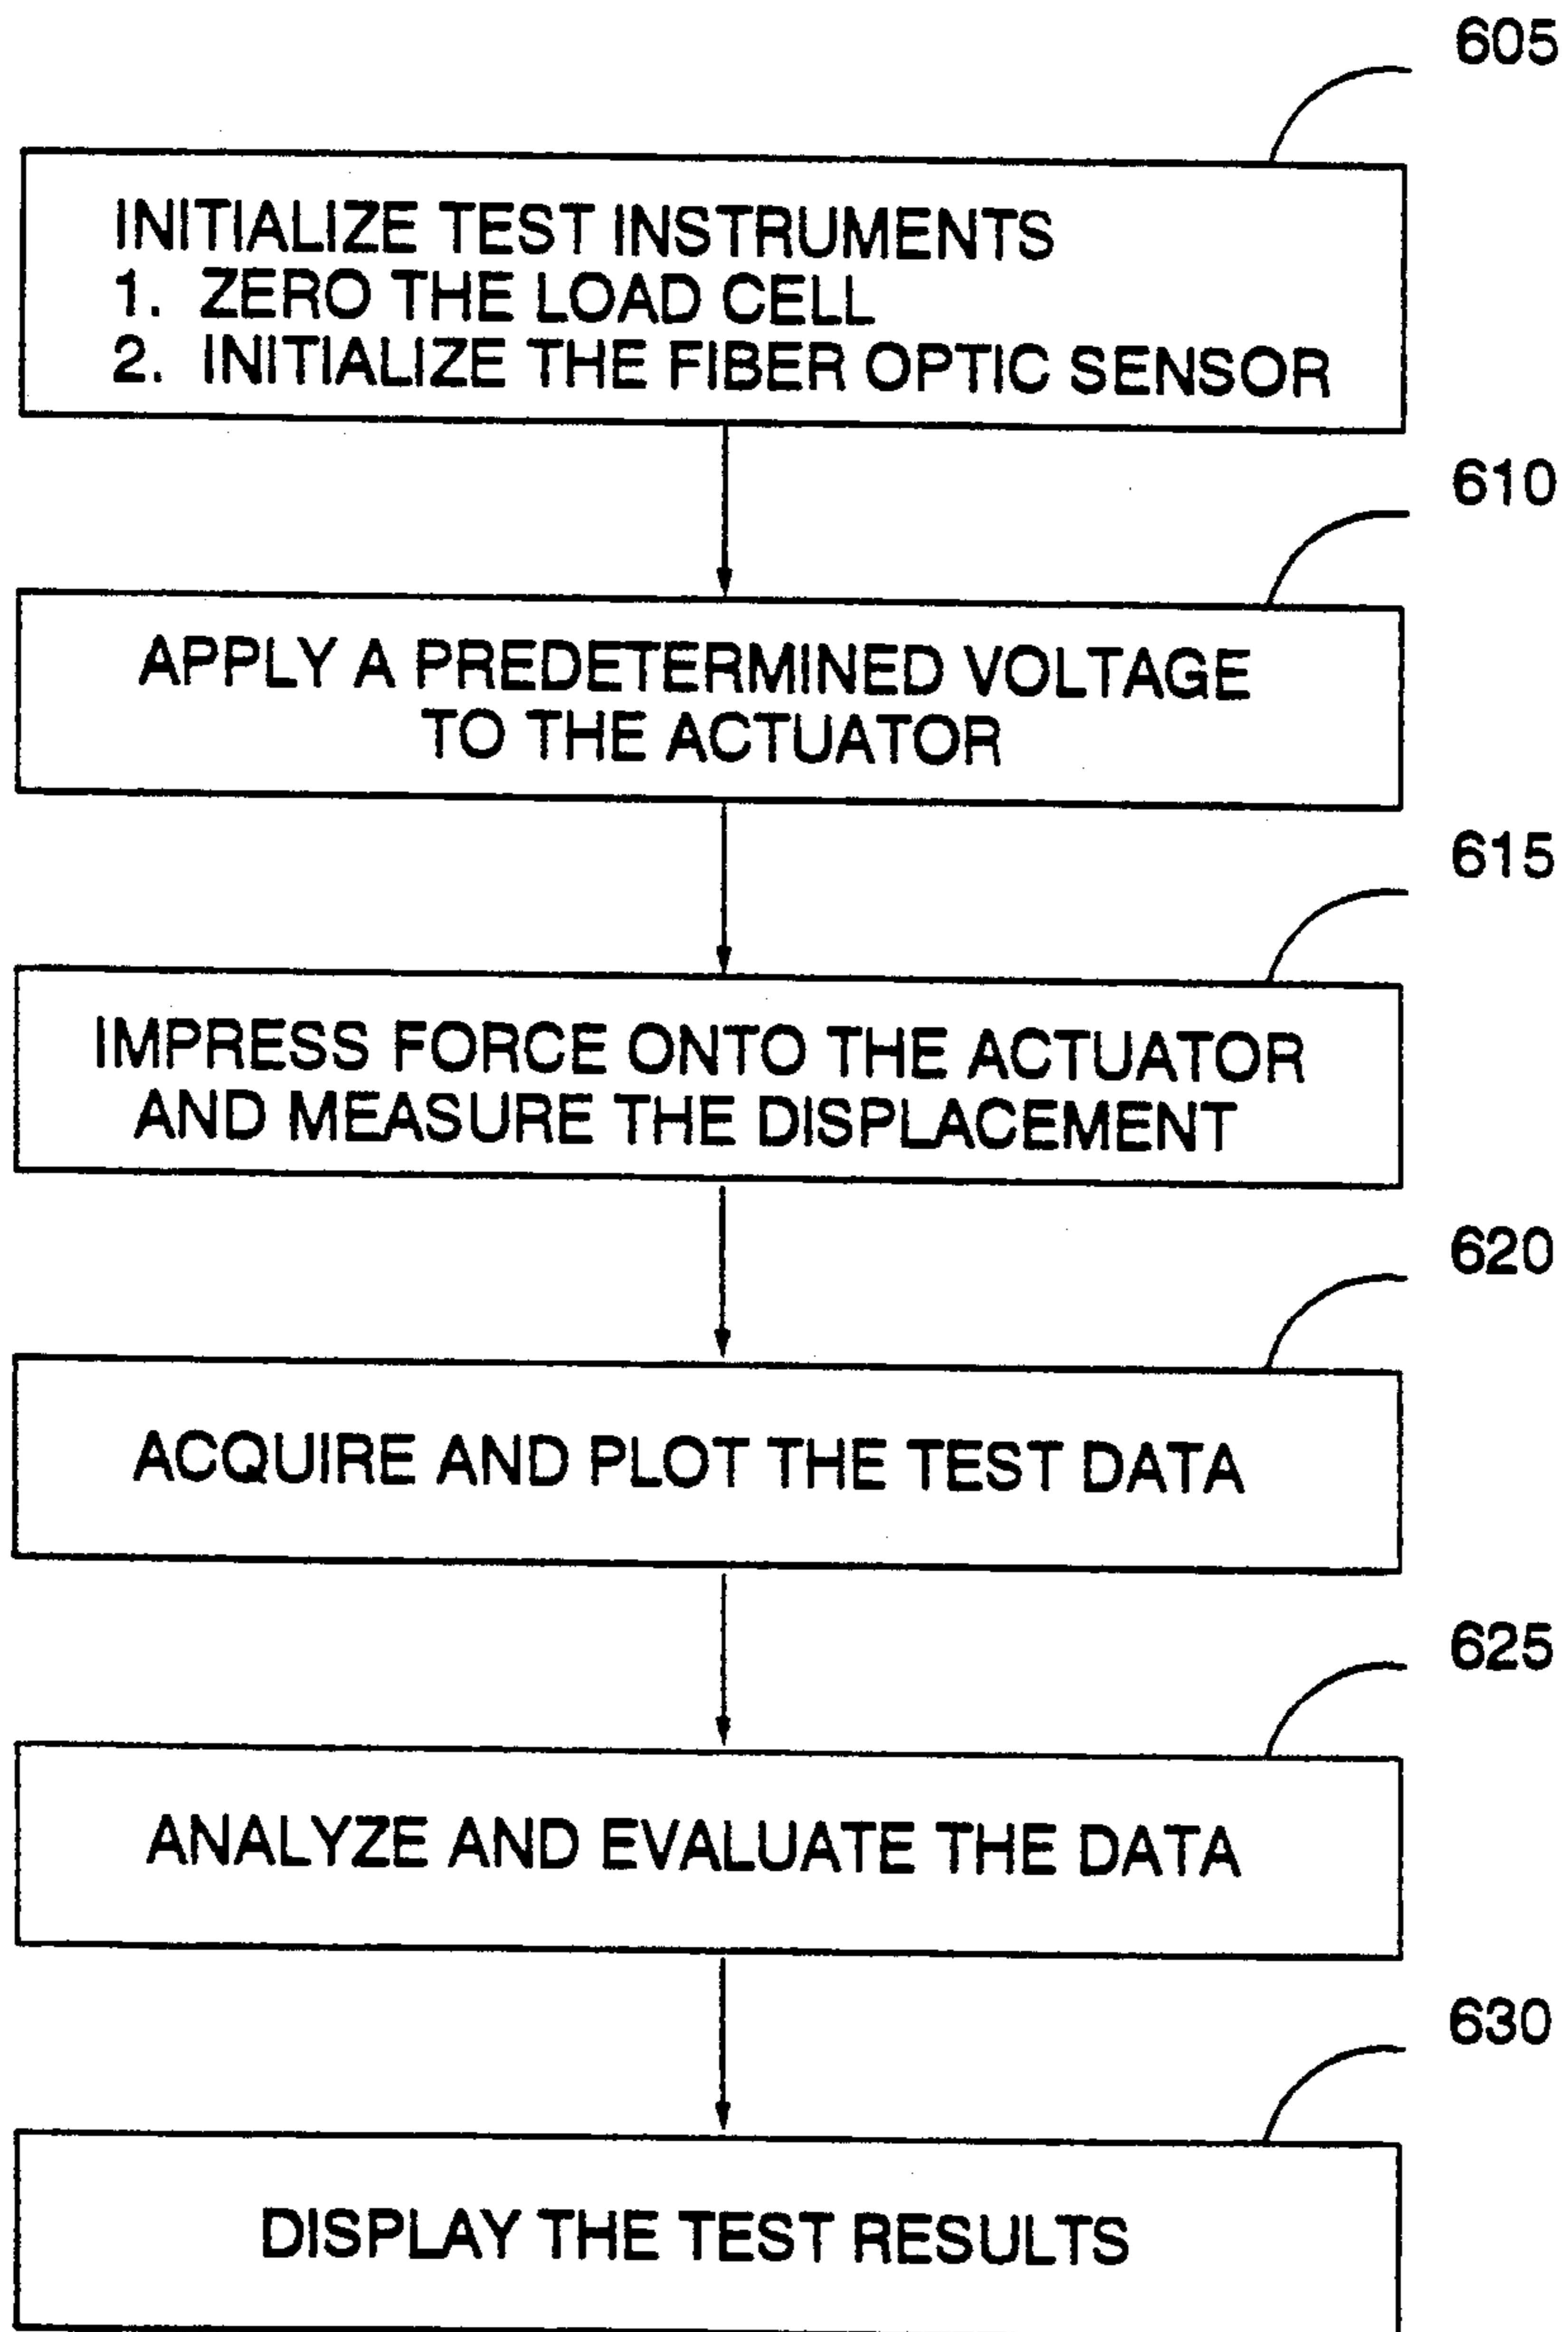 605
INITIALIZE TEST INSTRUMENTS
1. ZERO THE LOAD CELL
2. INITIALIZE THE FIBER OPTIC SENSOR
610
APPLY A PREDETERMINED VOLTAGE
TO THE ACTUATOR
615
IMPRESS FORCE ONTO THE ACTUATOR
AND MEASURE THE DISPLACEMENT
620
ACQUIRE AND PLOT THE TEST DATA
625
ANALYZE AND EVALUATE THE DATA
630
DISPLAY THE TEST RESULTS